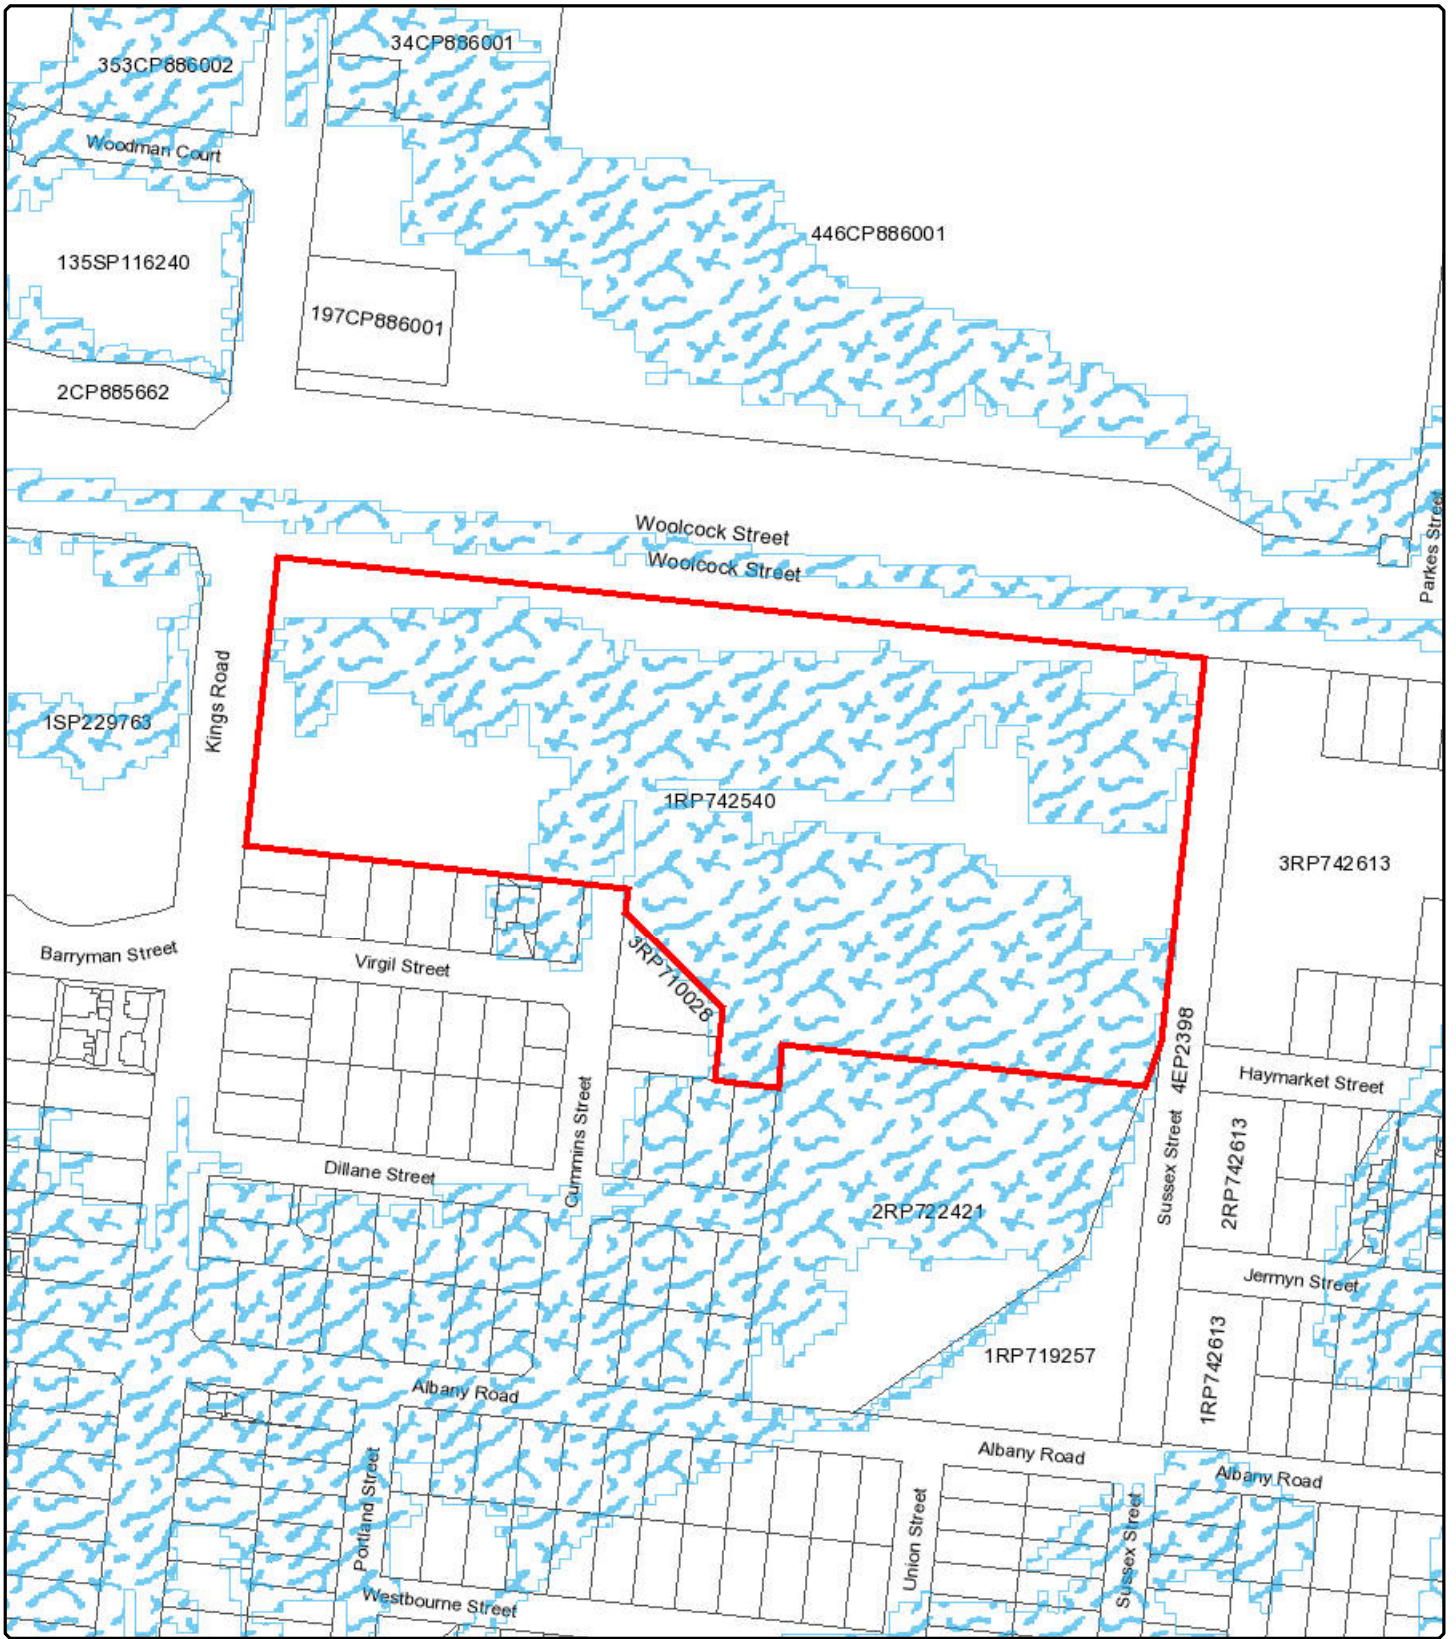 34CP886001
353CP886002
Woodman Court
446CP886001
135SP116240
197CP886001
2CP885662
Woolcock Street
Woolcock Street
Parkes Street
Kings Road
1SP229763
1RP742540
3RP742613
Barryman Street
Virgil Street
3RP710028
4EP2398
Haymarket Street
Cummins Street
Sussex Street
2RP742613
Dillane Street
2RP722421
Jermyn Street
1RP719257
1RP742613
Albany Road
Albany Road
Albany Road
Portland Street
Union Street
Sussex Street
Westbourne Street